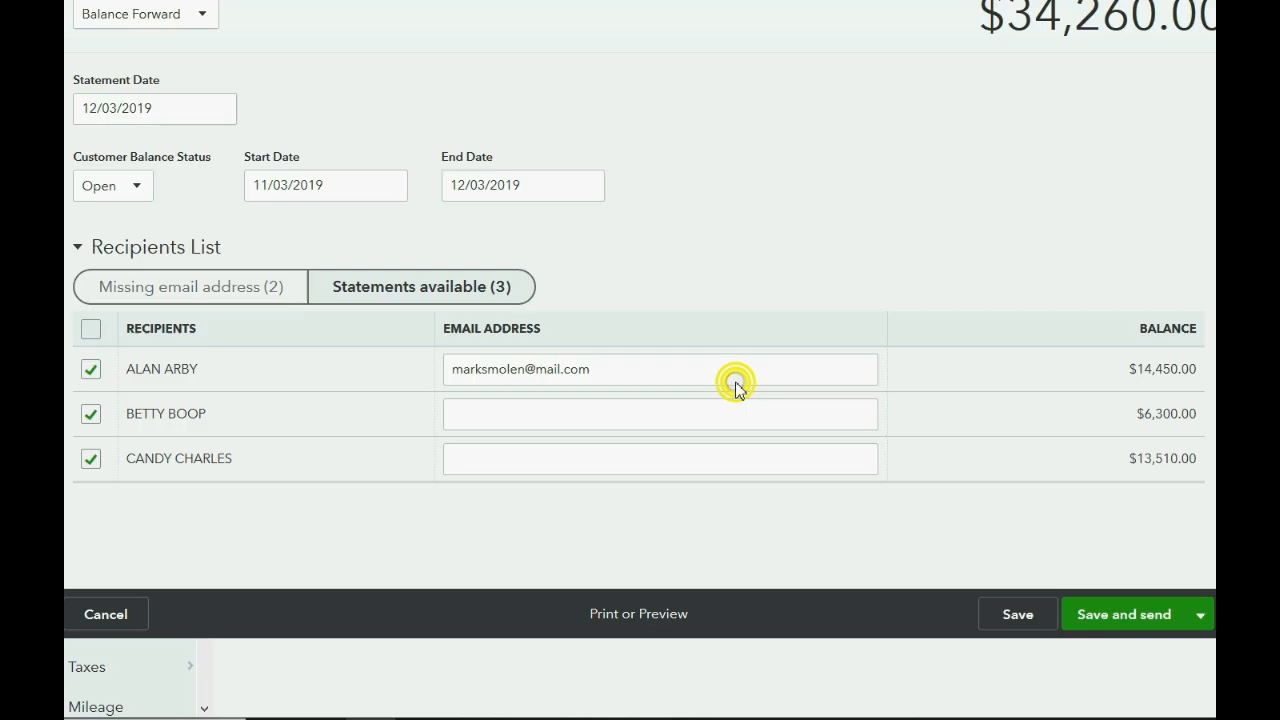 Balance Forward
$34,260.00
Statement Date
12/03/2019
Customer Balance Status Start Date End Date
Open 11/03/2019 12/03/2019
Recipients List
Missing email address (2) Statements available (3)
RECIPIENTS EMAIL ADDRESS BALANCE
ALAN ARBY marksmolen@mail.com $14,450.00
BETTY BOOP $6,300.00
CANDY CHARLES $13,510.00
Cancel Print or Preview Save Save and send
Taxes
Mileage